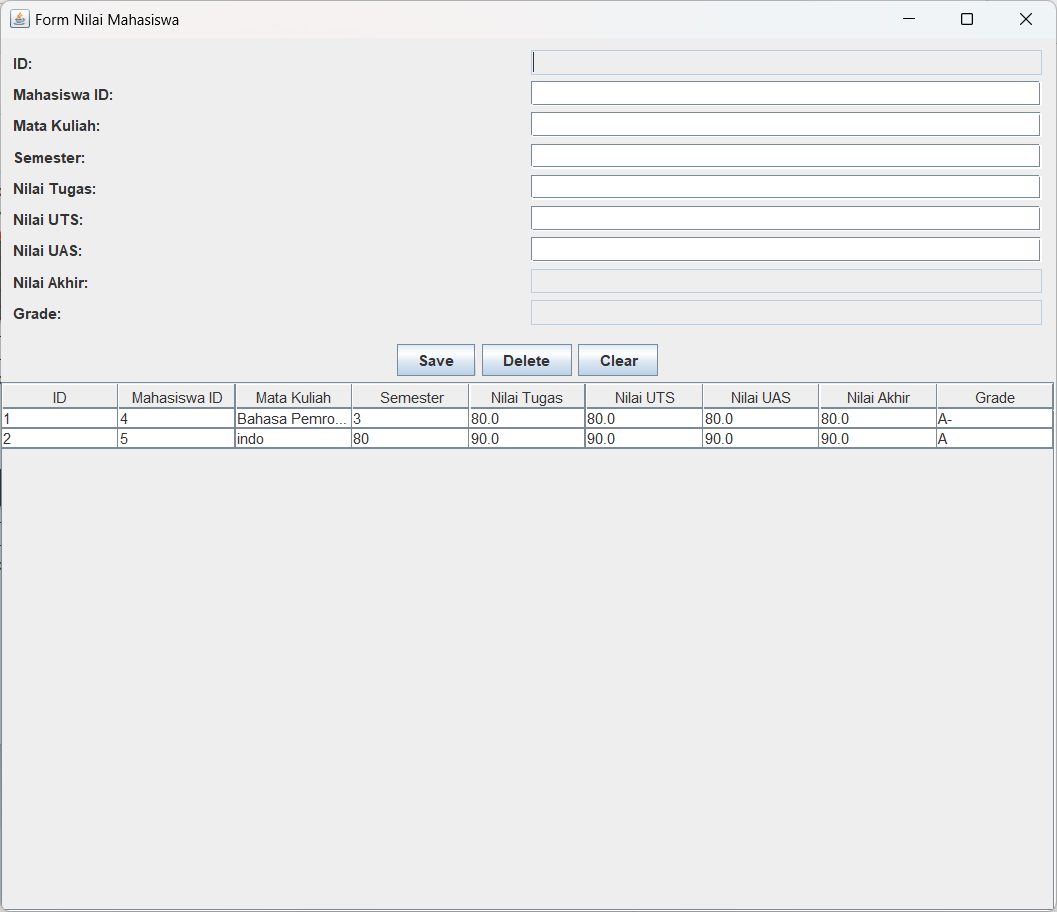 Form Nilai Mahasiswa
ID:
Mahasiswa ID:
Mata Kuliah:
Semester:
Nilai Tugas:
Nilai UTS:
Nilai UAS:
Nilai Akhir:
Grade:
Save Delete Clear
ID Mahasiswa ID Mata Kuliah Semester Nilai Tugas Nilai UTS Nilai UAS Nilai Akhir Grade
1 4 Bahasa Pemro... 3 80.0 80.0 80.0 80.0 A-
2 5 indo 80 90.0 90.0 90.0 90.0 A